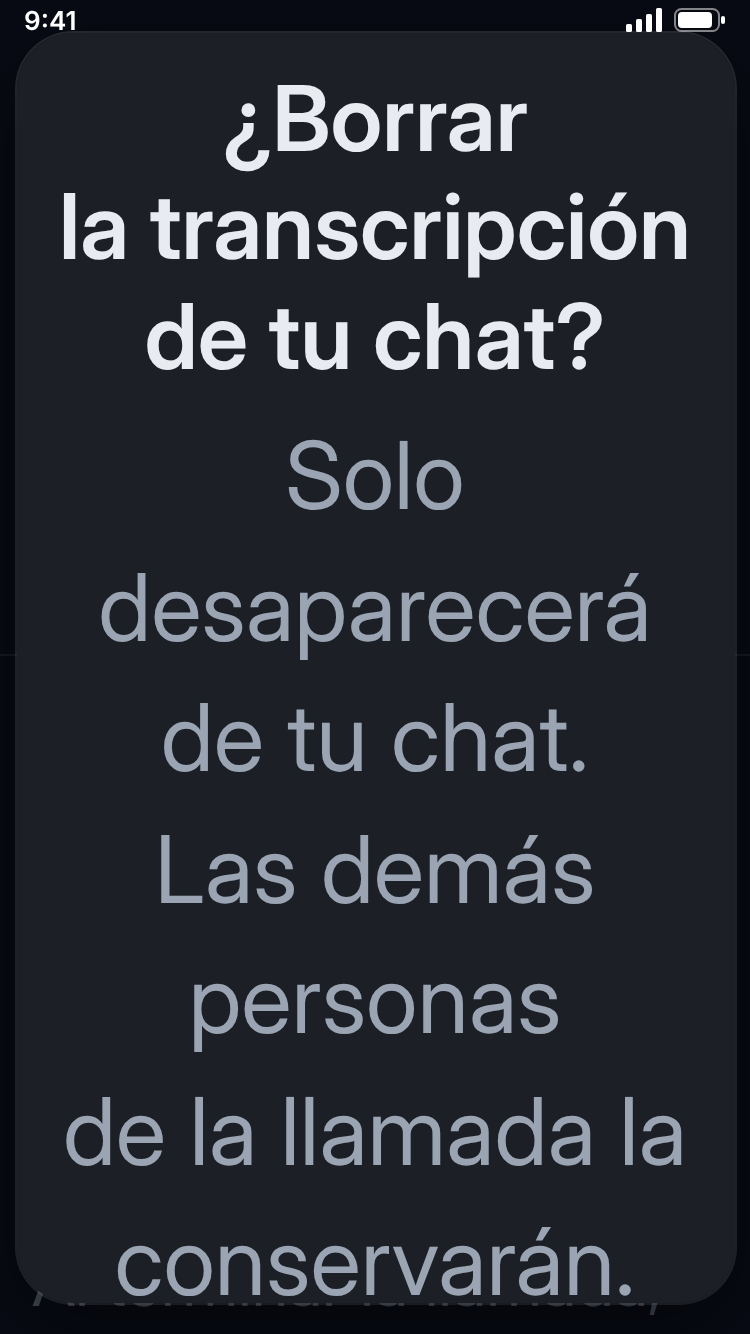 9:41
¿Borrar
la transcripción
de tu chat?
Solo
desaparecerá
de tu chat.
Las demás
personas
de la llamada la
conservarán.